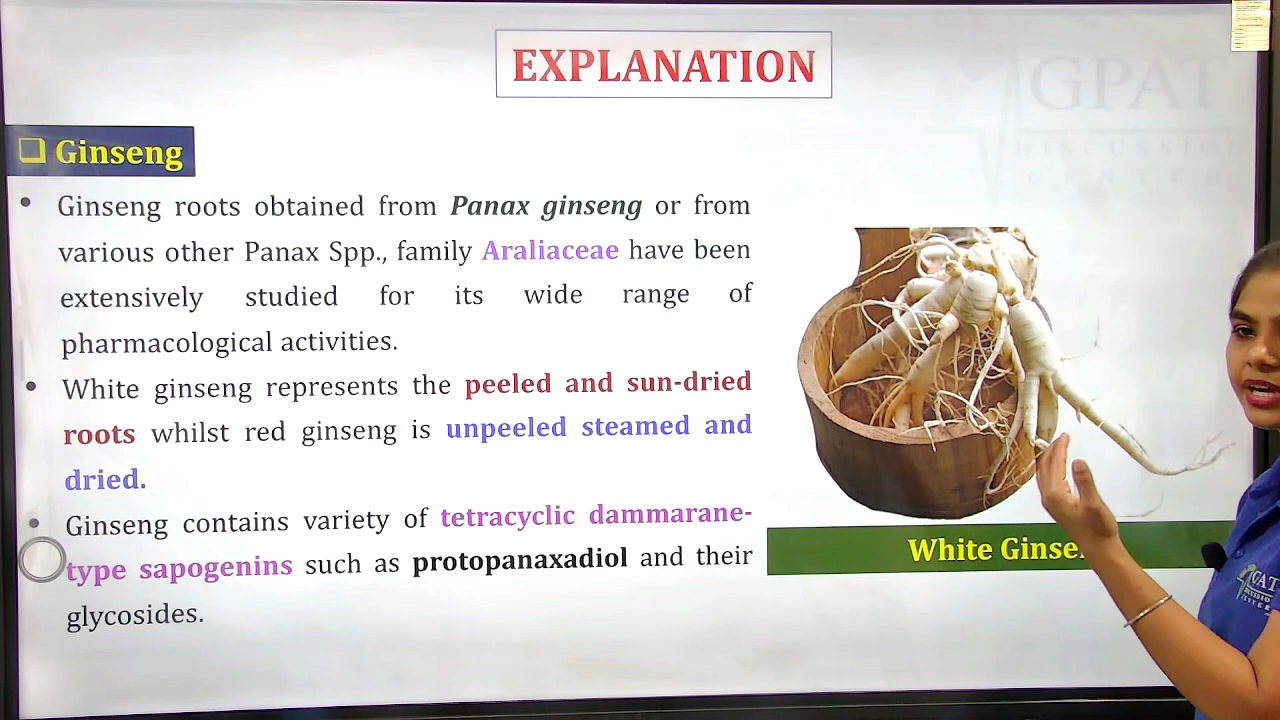 EXPLANATION
GPAT
DISCUSSION
CENTER
❑ Ginseng
• Ginseng roots obtained from Panax ginseng or from
various other Panax Spp., family Araliaceae have been
extensively studied for its wide range of
pharmacological activities.
• White ginseng represents the peeled and sun-dried
roots whilst red ginseng is unpeeled steamed and
dried.
• Ginseng contains variety of tetracyclic dammarane-
type sapogenins such as protopanaxadiol and their
glycosides.
White Ginse